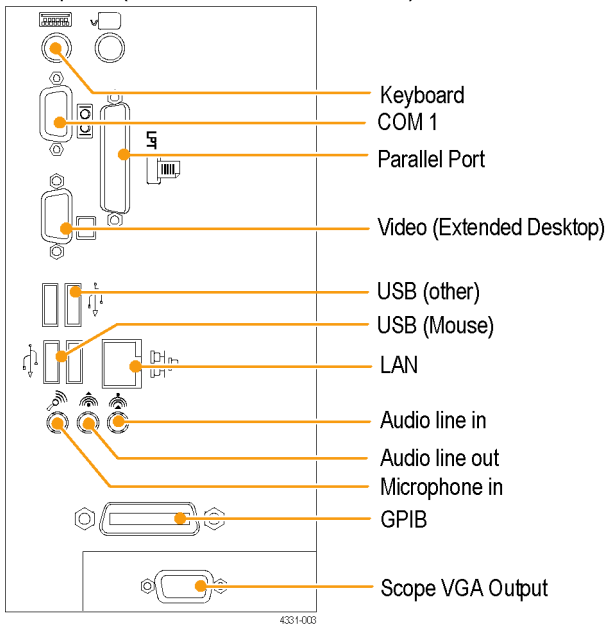 Keyboard
COM 1
LPT
Parallel Port
Video (Extended Desktop)
USB (other)
USB (Mouse)
LAN
Audio line in
Audio line out
Microphone in
GPIB
Scope VGA Output
4331-003